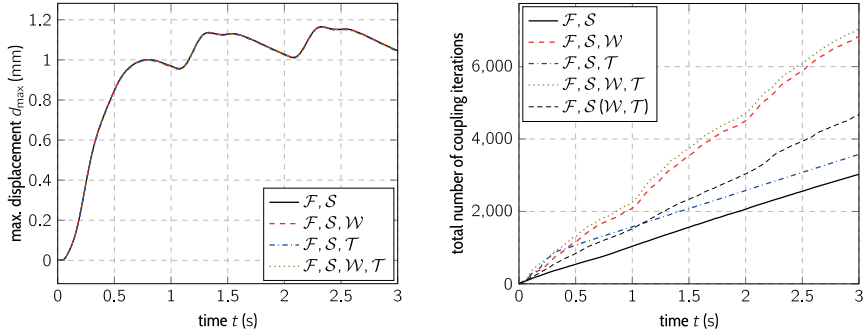 max. displacement d_max (mm)
1.2
1
0.8
0.6
0.4
0.2
0
0 0.5 1 1.5 2 2.5 3
time t (s)
F, S
F, S, W
F, S, T
F, S, W, T
total number of coupling iterations
6,000
4,000
2,000
0
0 0.5 1 1.5 2 2.5 3
time t (s)
F, S
F, S, W
F, S, T
F, S, W, T
F, S (W, T)